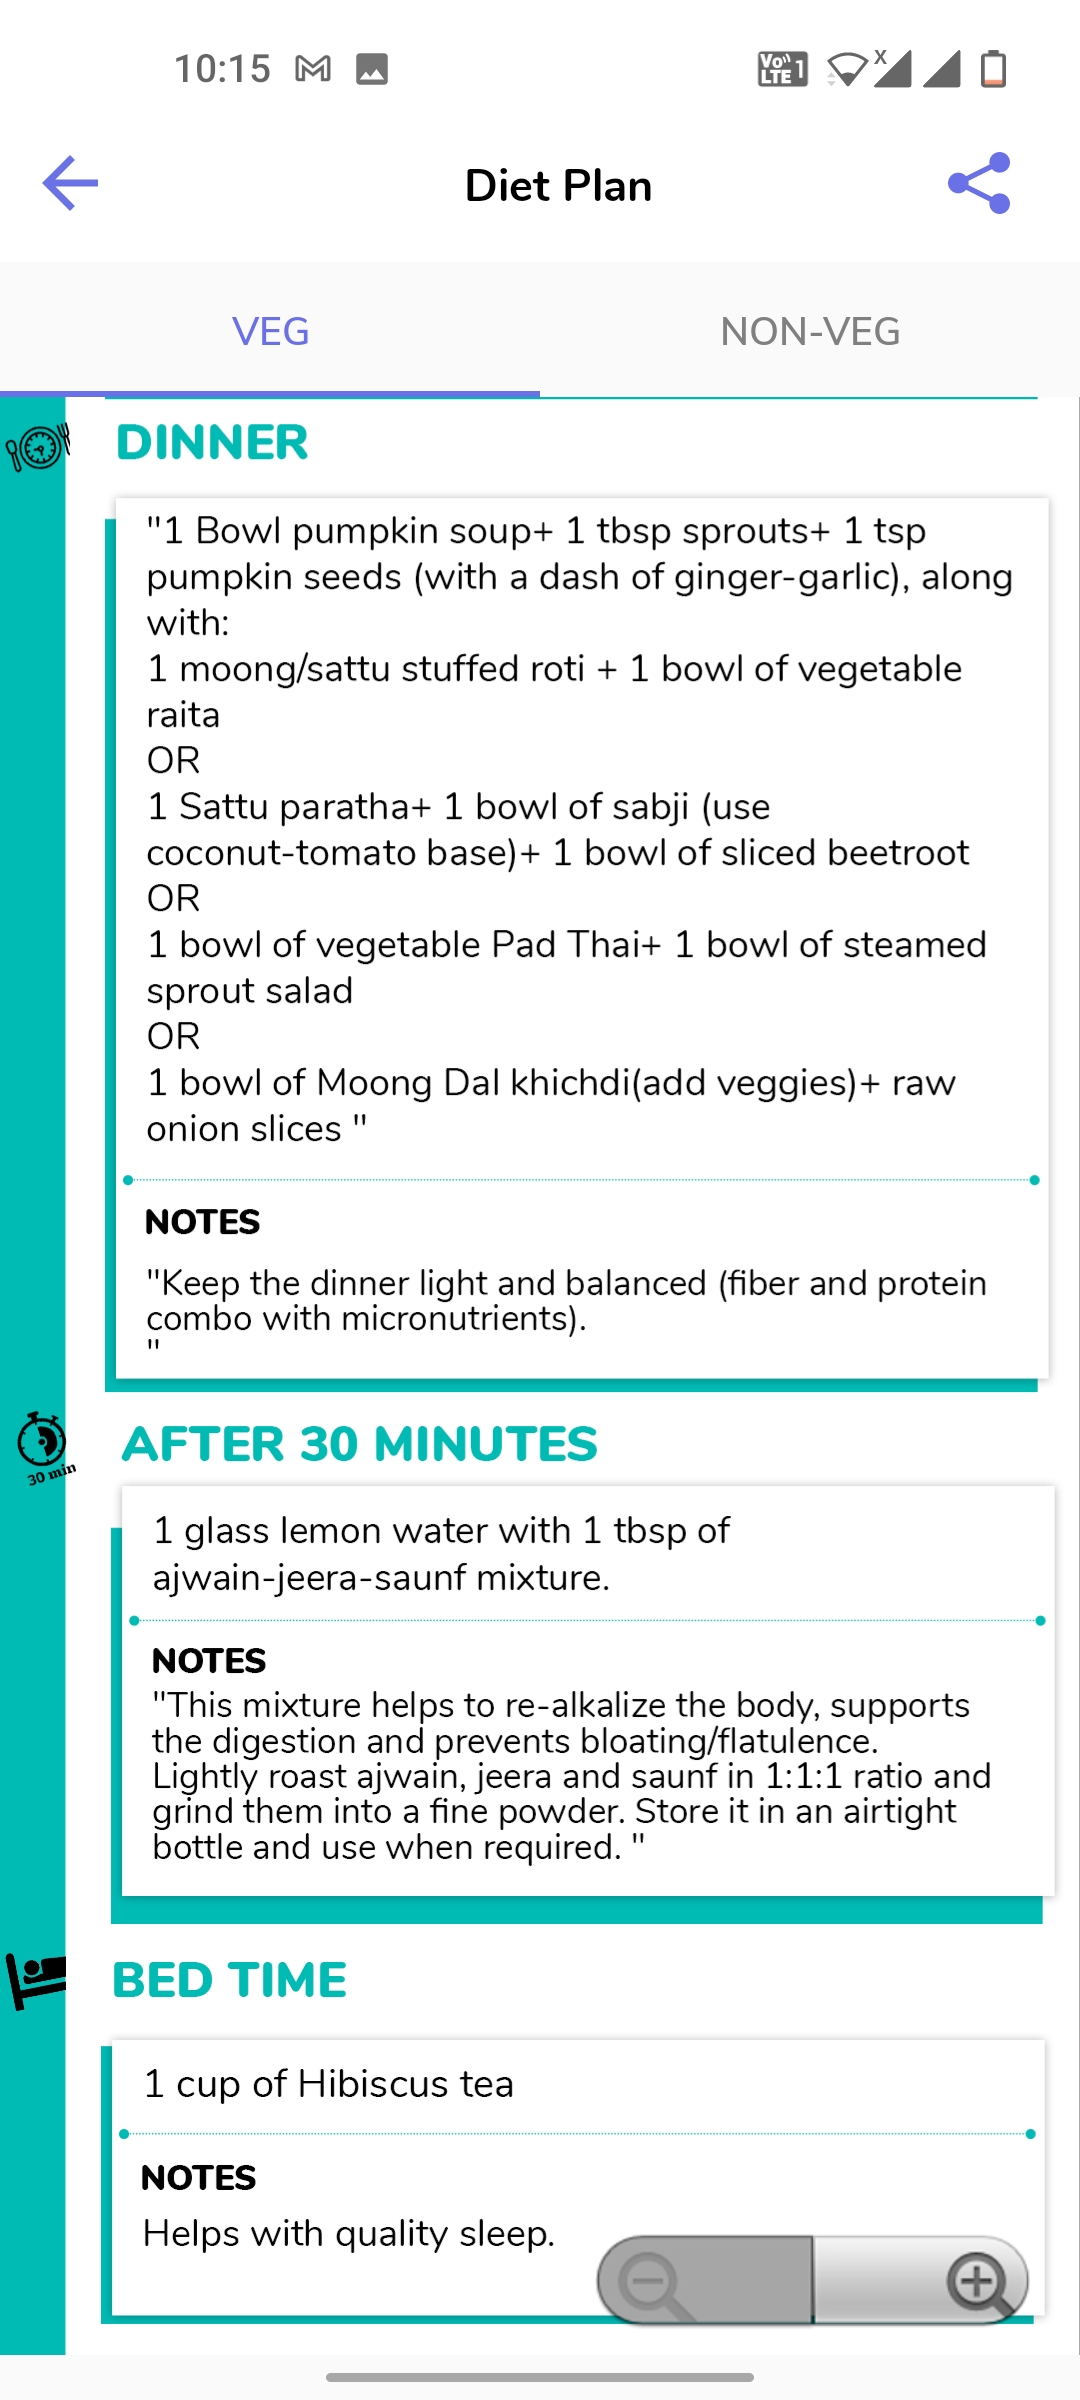 10:15
Vo)) 1
LTE
X
Diet Plan
VEG
NON-VEG
DINNER
"1 Bowl pumpkin soup+ 1 tbsp sprouts+ 1 tsp
pumpkin seeds (with a dash of ginger-garlic), along
with:
1 moong/sattu stuffed roti + 1 bowl of vegetable
raita
OR
1 Sattu paratha+ 1 bowl of sabji (use
coconut-tomato base)+ 1 bowl of sliced beetroot
OR
1 bowl of vegetable Pad Thai+ 1 bowl of steamed
sprout salad
OR
1 bowl of Moong Dal khichdi(add veggies)+ raw
onion slices "
NOTES
"Keep the dinner light and balanced (fiber and protein
combo with micronutrients).
"
30 min
AFTER 30 MINUTES
1 glass lemon water with 1 tbsp of
ajwain-jeera-saunf mixture.
NOTES
"This mixture helps to re-alkalize the body, supports
the digestion and prevents bloating/flatulence.
Lightly roast ajwain, jeera and saunf in 1:1:1 ratio and
grind them into a fine powder. Store it in an airtight
bottle and use when required. "
BED TIME
1 cup of Hibiscus tea
NOTES
Helps with quality sleep.